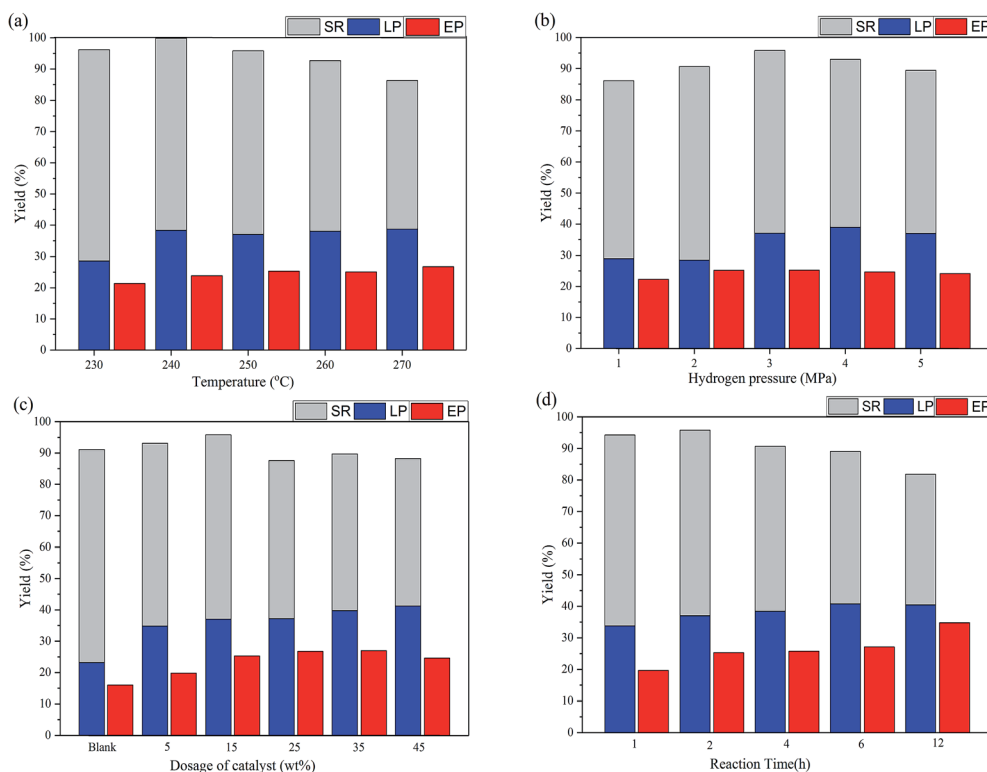 (a)
SR LP EP
Yield (%)
100
90
80
70
60
50
40
30
20
10
0
230 240 250 260 270
Temperature (°C)
(b)
SR LP EP
Yield (%)
100
90
80
70
60
50
40
30
20
10
0
1 2 3 4 5
Hydrogen pressure (MPa)
(c)
SR LP EP
Yield (%)
100
90
80
70
60
50
40
30
20
10
0
Blank 5 15 25 35 45
Dosage of catalyst (wt%)
(d)
SR LP EP
Yield (%)
100
90
80
70
60
50
40
30
20
10
0
1 2 4 6 12
Reaction Time(h)